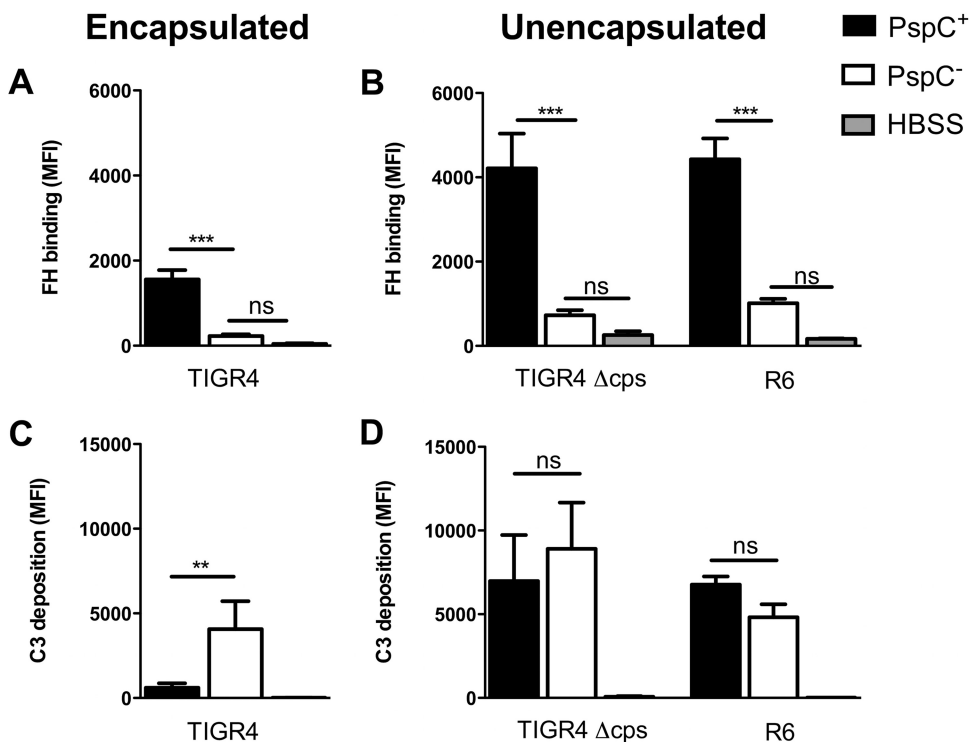 Encapsulated
Unencapsulated
PspC+
PspC-
HBSS
A
FH binding (MFI)
6000
4000
2000
0
***
ns
TIGR4
B
FH binding (MFI)
6000
4000
2000
0
***
ns
***
ns
TIGR4 Δcps
R6
C
C3 deposition (MFI)
15000
10000
5000
0
**
TIGR4
D
C3 deposition (MFI)
15000
10000
5000
0
ns
ns
TIGR4 Δcps
R6